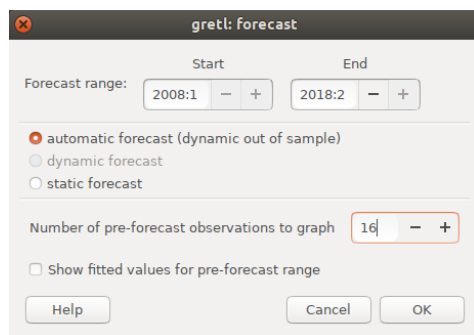 gretl: forecast
Start End
Forecast range: 2008:1 − + 2018:2 − +
automatic forecast (dynamic out of sample)
dynamic forecast
static forecast
Number of pre-forecast observations to graph 16 − +
Show fitted values for pre-forecast range
Help Cancel OK